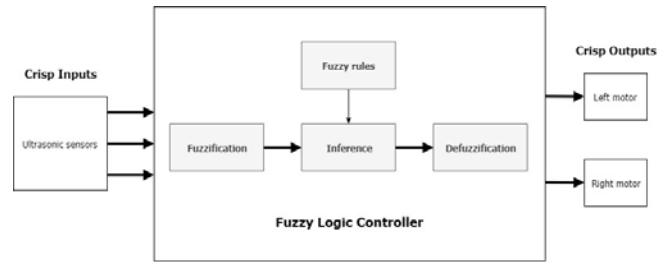 Crisp Inputs
Ultrasonic sensors
Fuzzy rules
Fuzzification
Inference
Defuzzification
Fuzzy Logic Controller
Crisp Outputs
Left motor
Right motor